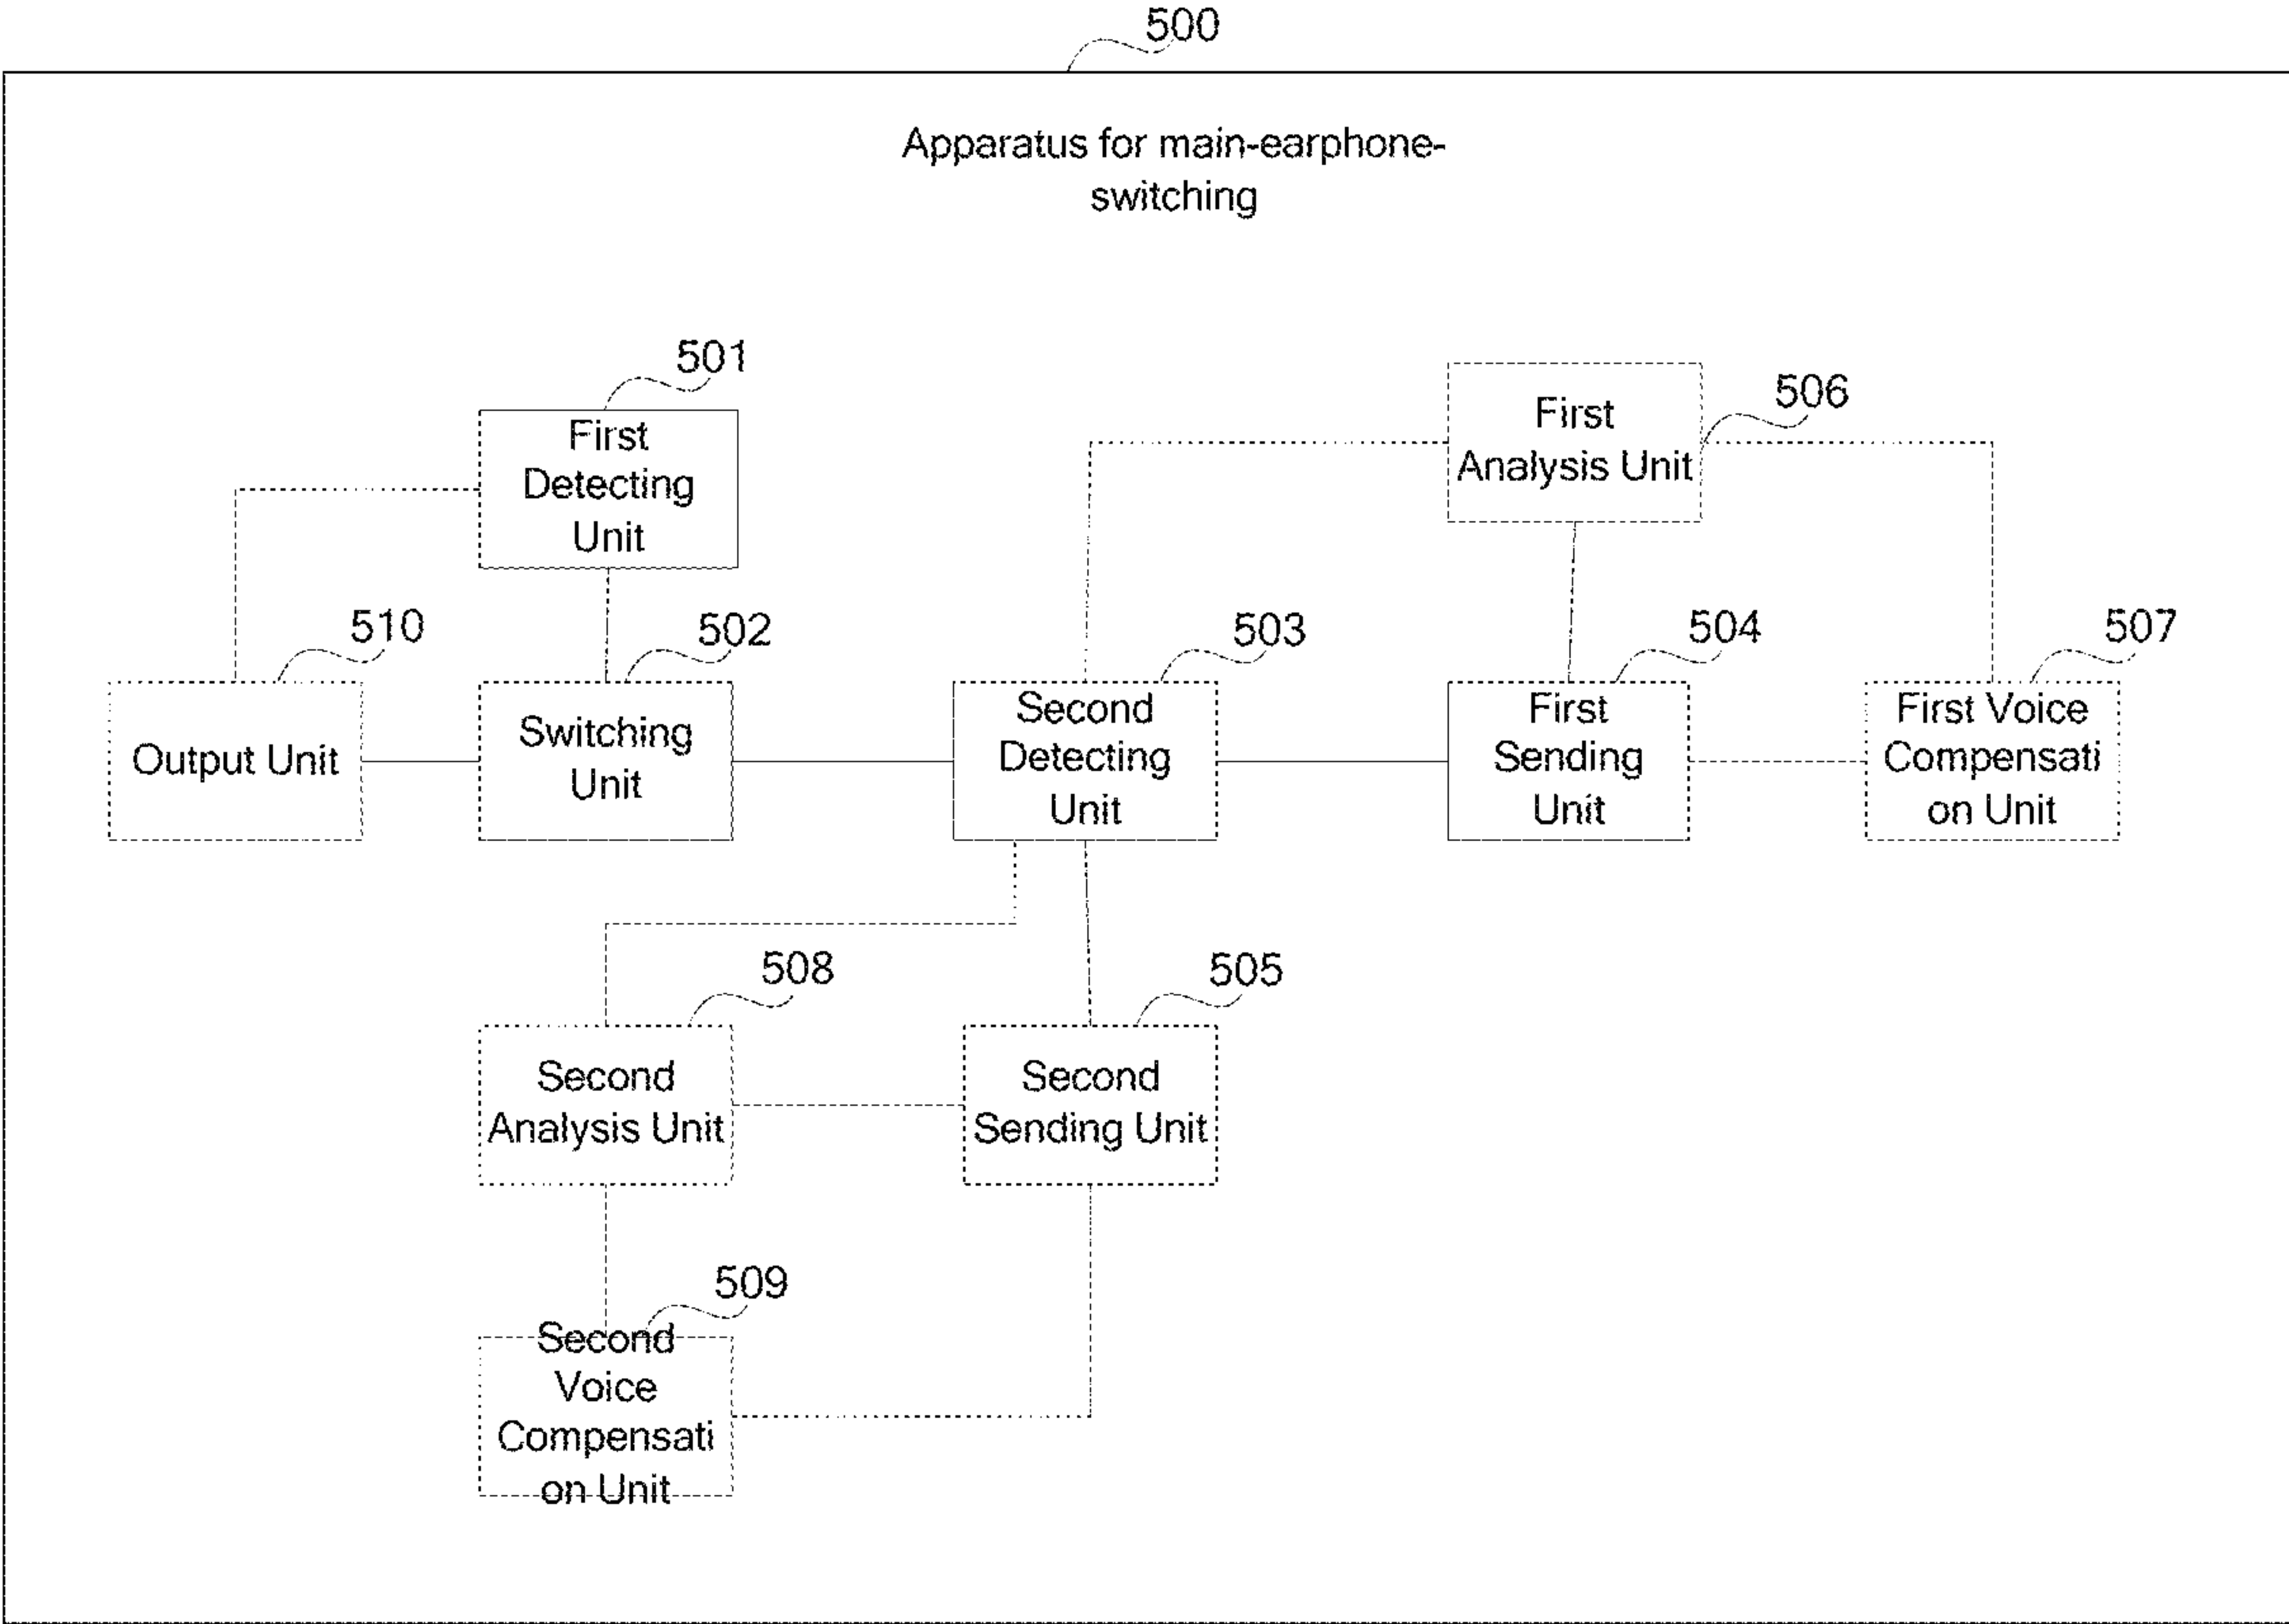 500
Apparatus for main-earphone-
switching
501
First
Detecting
Unit
506
First
Analysis Unit
510
Output Unit
502
Switching
Unit
503
Second
Detecting
Unit
504
First
Sending
Unit
507
First Voice
Compensati
on Unit
508
Second
Analysis Unit
505
Second
Sending Unit
509
Second
Voice
Compensati
on Unit